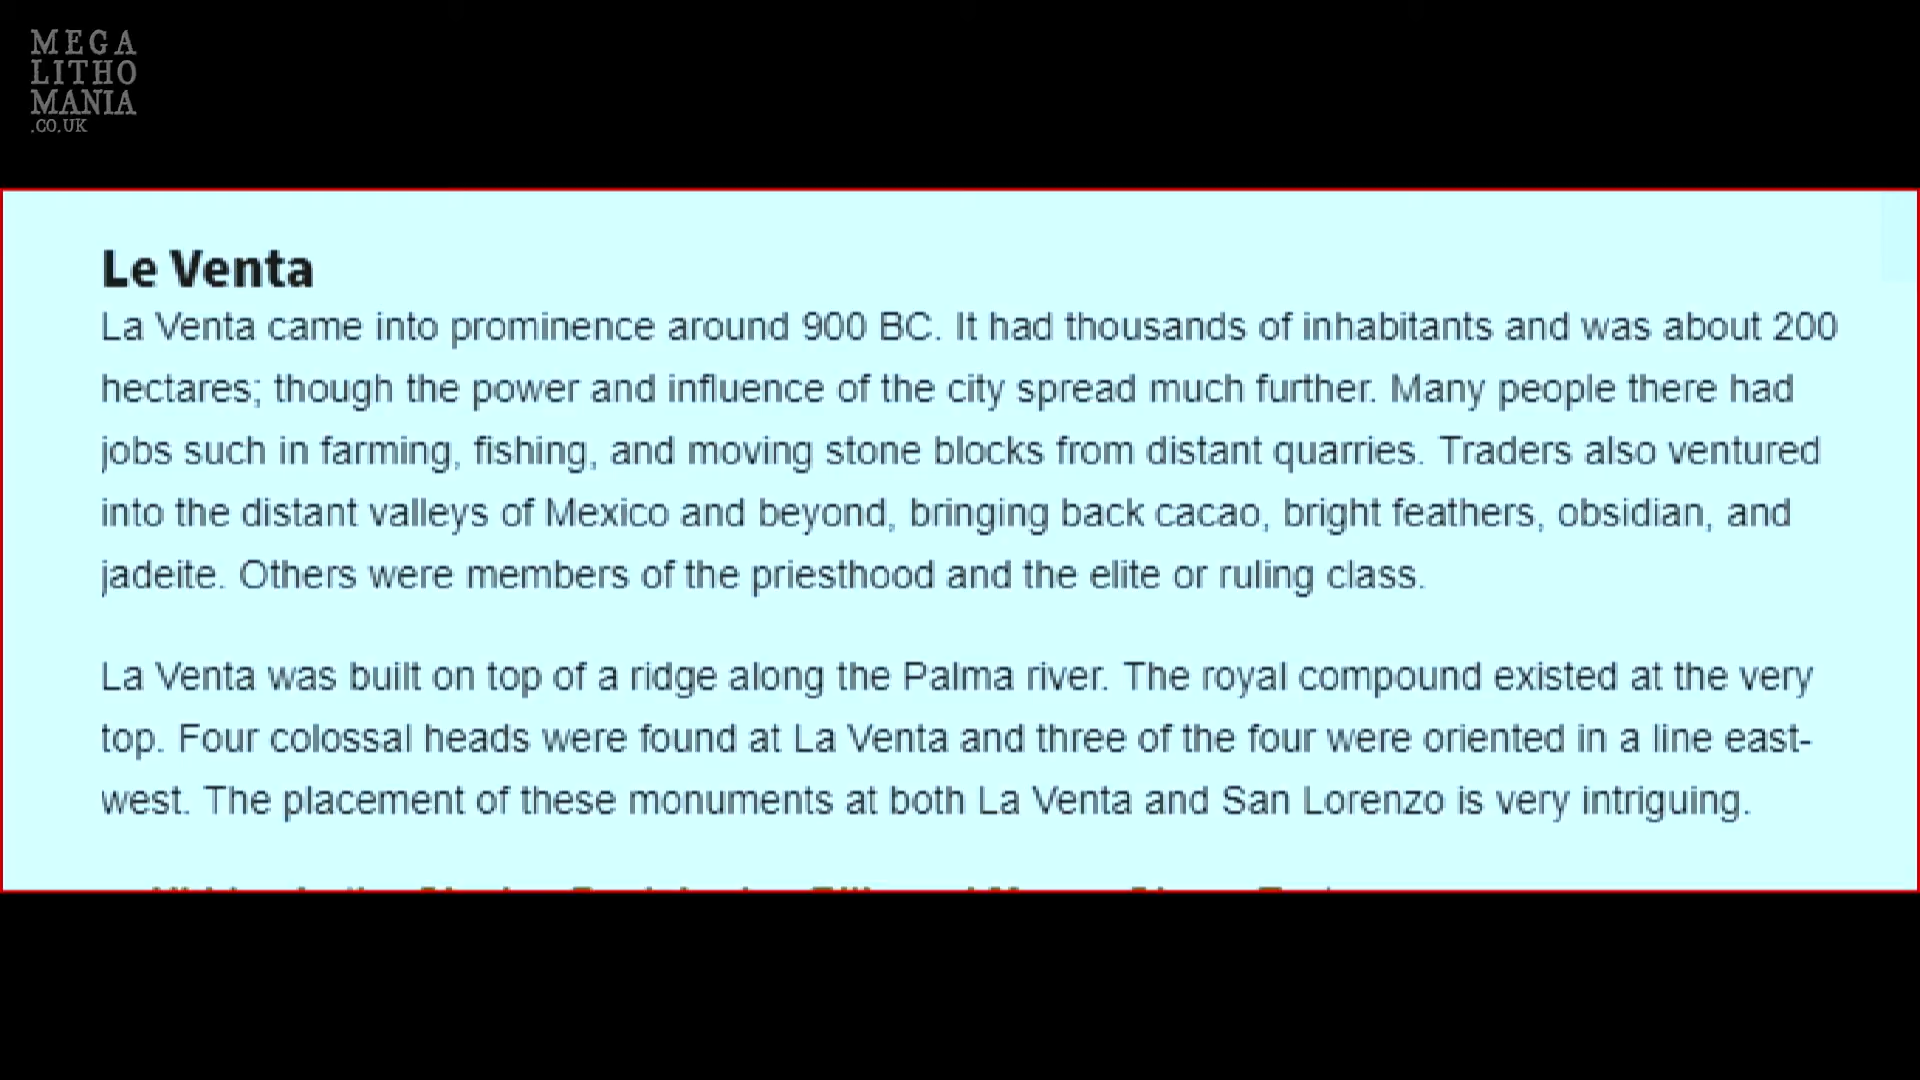 MEGA
LITHO
MANIA
.CO.UK
Le Venta
La Venta came into prominence around 900 BC. It had thousands of inhabitants and was about 200
hectares; though the power and influence of the city spread much further. Many people there had
jobs such in farming, fishing, and moving stone blocks from distant quarries. Traders also ventured
into the distant valleys of Mexico and beyond, bringing back cacao, bright feathers, obsidian, and
jadeite. Others were members of the priesthood and the elite or ruling class.
La Venta was built on top of a ridge along the Palma river. The royal compound existed at the very
top. Four colossal heads were found at La Venta and three of the four were oriented in a line east-
west. The placement of these monuments at both La Venta and San Lorenzo is very intriguing.